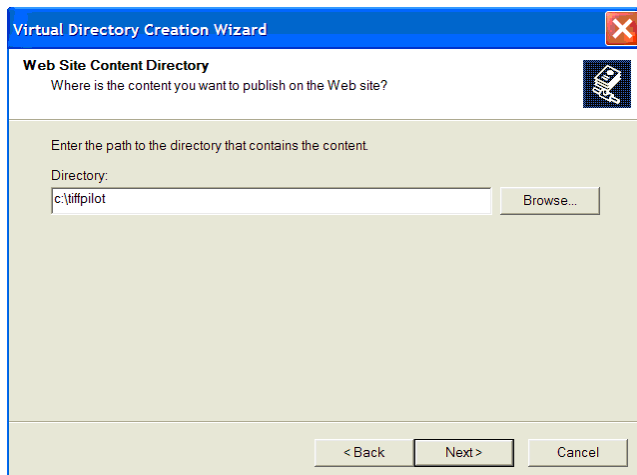 Virtual Directory Creation Wizard
Web Site Content Directory
Where is the content you want to publish on the Web site?
Enter the path to the directory that contains the content.
Directory:
c:\tiffpilot
Browse...
< Back
Next >
Cancel